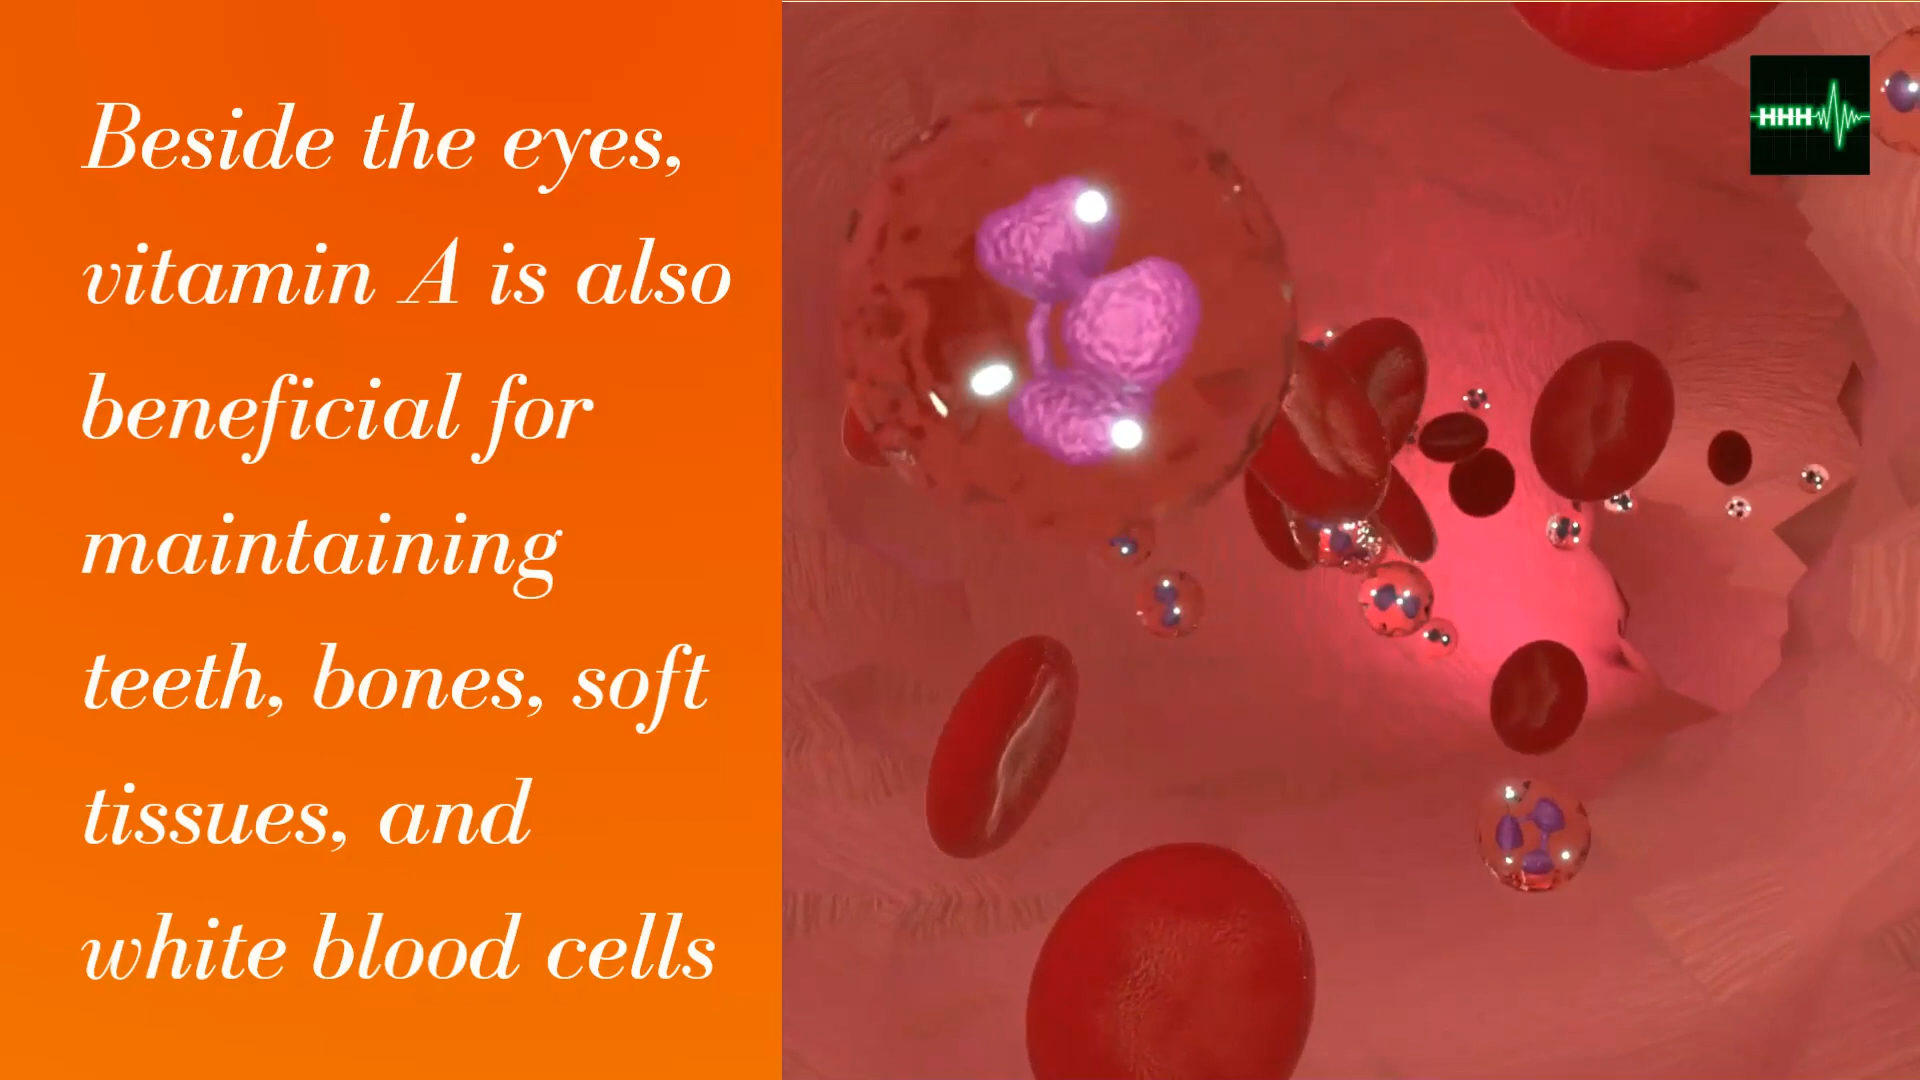 Beside the eyes,
vitamin A is also
beneficial for
maintaining
teeth, bones, soft
tissues, and
white blood cells
HHH